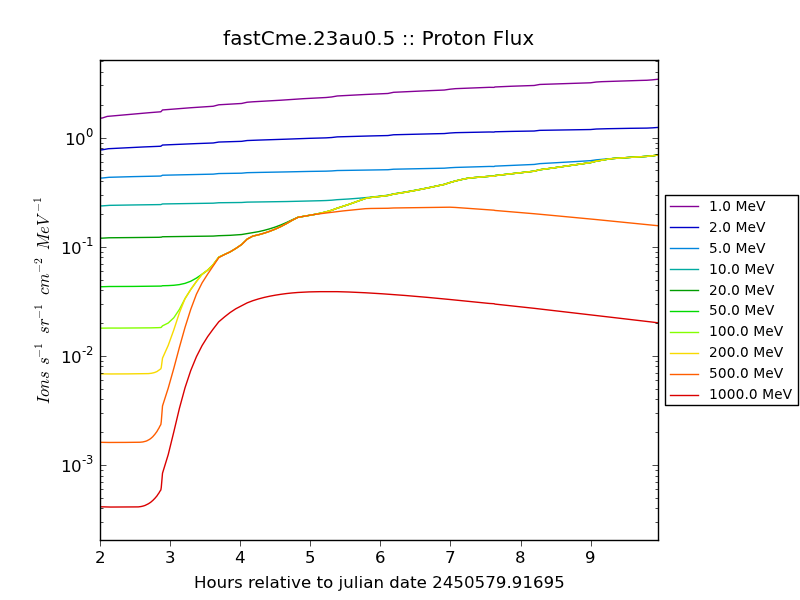 fastCme.23au0.5 :: Proton Flux
Ions s⁻¹ sr⁻¹ cm⁻² MeV⁻¹
10⁰
10⁻¹
10⁻²
10⁻³
2 3 4 5 6 7 8 9
Hours relative to julian date 2450579.91695
1.0 MeV
2.0 MeV
5.0 MeV
10.0 MeV
20.0 MeV
50.0 MeV
100.0 MeV
200.0 MeV
500.0 MeV
1000.0 MeV